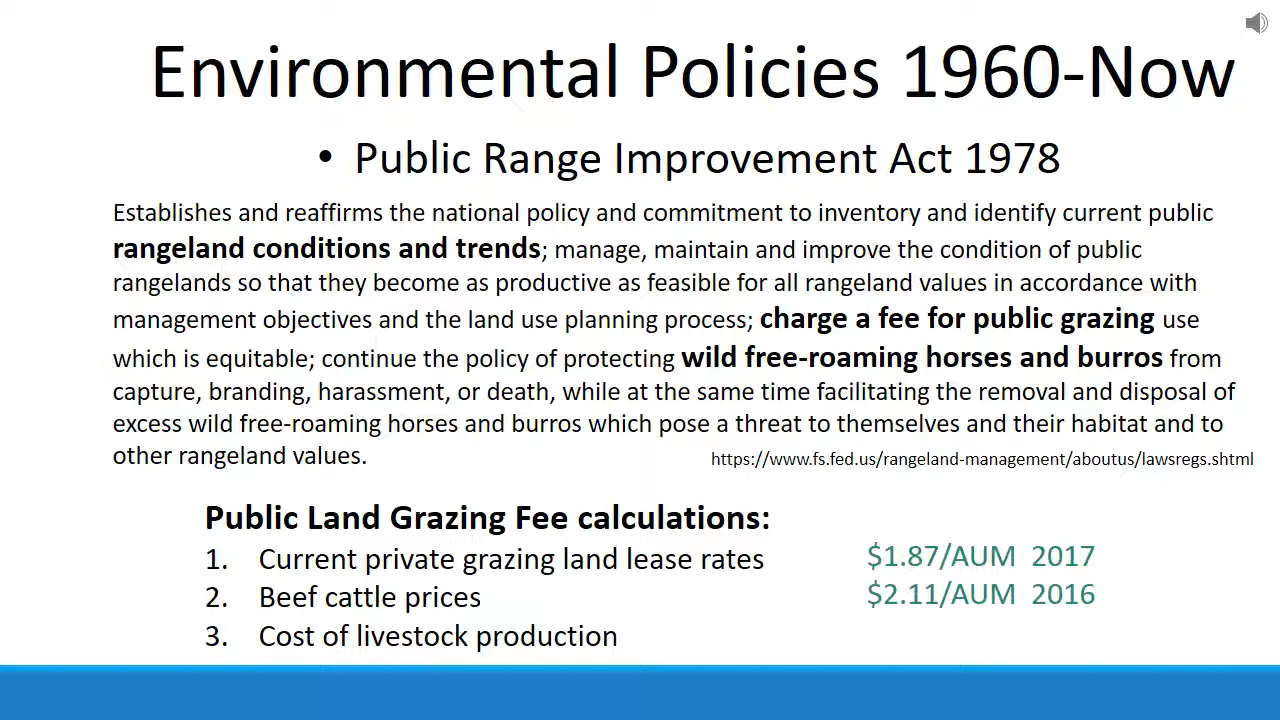 Environmental Policies 1960-Now
• Public Range Improvement Act 1978
Establishes and reaffirms the national policy and commitment to inventory and identify current public
rangeland conditions and trends; manage, maintain and improve the condition of public
rangelands so that they become as productive as feasible for all rangeland values in accordance with
management objectives and the land use planning process; charge a fee for public grazing use
which is equitable; continue the policy of protecting wild free-roaming horses and burros from
capture, branding, harassment, or death, while at the same time facilitating the removal and disposal of
excess wild free-roaming horses and burros which pose a threat to themselves and their habitat and to
other rangeland values.
https://www.fs.fed.us/rangeland-management/aboutus/lawsregs.shtml
Public Land Grazing Fee calculations:
1. Current private grazing land lease rates
2. Beef cattle prices
3. Cost of livestock production
$1.87/AUM 2017
$2.11/AUM 2016